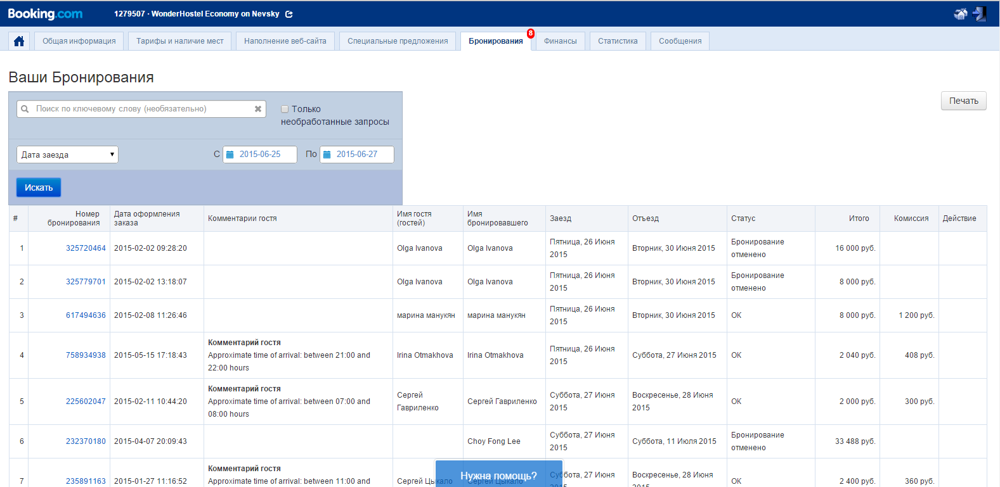 Booking.com
1279507 · WonderHostel Economy on Nevsky
Общая информация
Тарифы и наличие мест
Наполнение веб-сайта
Специальные предложения
Бронирования
8
Финансы
Статистика
Сообщения
Ваши Бронирования
Поиск по ключевому слову (необязательно)
Только
необработанные запросы
Печать
Дата заезда
С 2015-06-25 По 2015-06-27
Искать
# Номер бронирования Дата оформления заказа Комментарии гостя Имя гостя (гостей) Имя бронировавшего Заезд Отъезд Статус Итого Комиссия Действие
1 325720464 2015-02-02 09:28:20 Olga Ivanova Olga Ivanova Пятница, 26 Июня 2015 Вторник, 30 Июня 2015 Бронирование отменено 16 000 руб.
2 325779701 2015-02-02 13:18:07 Olga Ivanova Olga Ivanova Пятница, 26 Июня 2015 Вторник, 30 Июня 2015 Бронирование отменено 8 000 руб.
3 617494636 2015-02-08 11:26:46 марина манукян марина манукян Пятница, 26 Июня 2015 Вторник, 30 Июня 2015 ОК 8 000 руб. 1 200 руб.
4 758934938 2015-05-15 17:18:43 Комментарий гостя Approximate time of arrival: between 21:00 and 22:00 hours Irina Otmakhova Irina Otmakhova Пятница, 26 Июня 2015 Суббота, 27 Июня 2015 ОК 2 040 руб. 408 руб.
5 225602047 2015-02-11 10:44:20 Комментарий гостя Approximate time of arrival: between 07:00 and 08:00 hours Сергей Гавриленко Сергей Гавриленко Суббота, 27 Июня 2015 Воскресенье, 28 Июня 2015 ОК 2 000 руб. 300 руб.
6 232370180 2015-04-07 20:09:43 Choy Fong Lee Суббота, 27 Июня 2015 Суббота, 11 Июля 2015 Бронирование отменено 33 488 руб.
7 235891163 2015-01-27 11:16:52 Комментарий гостя Approximate time of arrival: between 11:00 and Сергей Цыкало Сергей Цыкало Суббота, 27 Июня 2015 Воскресенье, 28 Июня 2015 ОК 2 400 руб. 360 руб.
Нужна помощь?